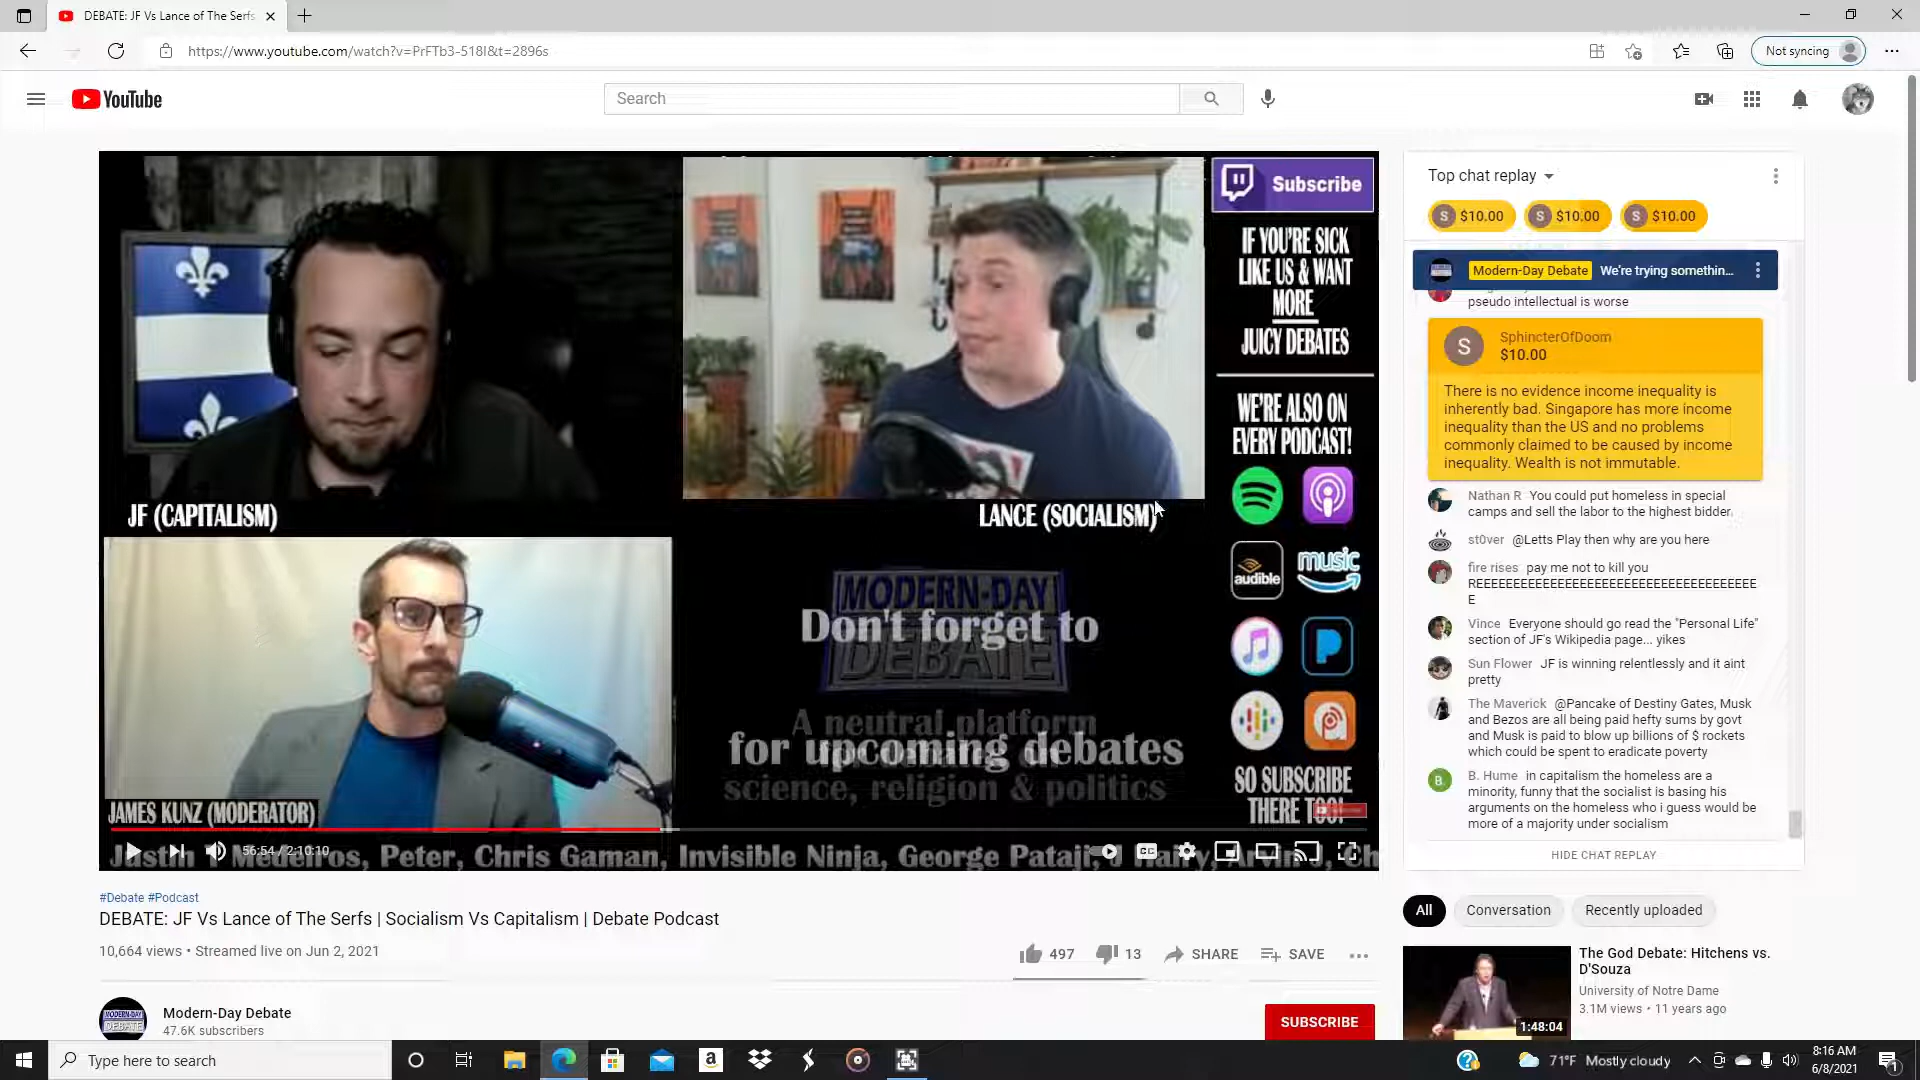 DEBATE: JF Vs Lance of The Serfs
https://www.youtube.com/watch?v=PrFTb3-518I&t=2896s
Not syncing
YouTube
Search
Subscribe
IF YOU'RE SICK
LIKE US & WANT
MORE
JUICY DEBATES
WE'RE ALSO ON
EVERY PODCAST!
audible
music
SO SUBSCRIBE
THERE TOO!
JF (CAPITALISM)
LANCE (SOCIALISM)
MODERN-DAY
DEBATE
Don't forget to
A neutral platform
for upcoming debates
science, religion & politics
JAMES KUNZ (MODERATOR)
56:54 / 2:10:10
Peter, Chris Gaman, Invisible Ninja, George Pataji,
CC
Top chat replay
S $10.00
S $10.00
S $10.00
Modern-Day Debate We're trying somethin...
pseudo intellectual is worse
S
SphincterOfDoom
$10.00
There is no evidence income inequality is
inherently bad. Singapore has more income
inequality than the US and no problems
commonly claimed to be caused by income
inequality. Wealth is not immutable.
Nathan R You could put homeless in special
camps and sell the labor to the highest bidder.
st0ver @Letts Play then why are you here
fire rises pay me not to kill you
REEEEEEEEEEEEEEEEEEEEEEEEEEEEEEEEEEEEEE
E
Vince Everyone should go read the "Personal Life"
section of JF's Wikipedia page... yikes
Sun Flower JF is winning relentlessly and it aint
pretty
The Maverick @Pancake of Destiny Gates, Musk
and Bezos are all being paid hefty sums by govt
and Musk is paid to blow up billions of $ rockets
which could be spent to eradicate poverty
B.
B. Hume in capitalism the homeless are a
minority, funny that the socialist is basing his
arguments on the homeless who i guess would be
more of a majority under socialism
HIDE CHAT REPLAY
#Debate #Podcast
DEBATE: JF Vs Lance of The Serfs | Socialism Vs Capitalism | Debate Podcast
10,664 views • Streamed live on Jun 2, 2021
497
13
SHARE
SAVE
MODERN-DAY
DEBATE
Modern-Day Debate
47.6K subscribers
SUBSCRIBE
All
Conversation
Recently uploaded
The God Debate: Hitchens vs.
D'Souza
University of Notre Dame
3.1M views • 11 years ago
1:48:04
Type here to search
71°F Mostly cloudy
8:16 AM
6/8/2021
1